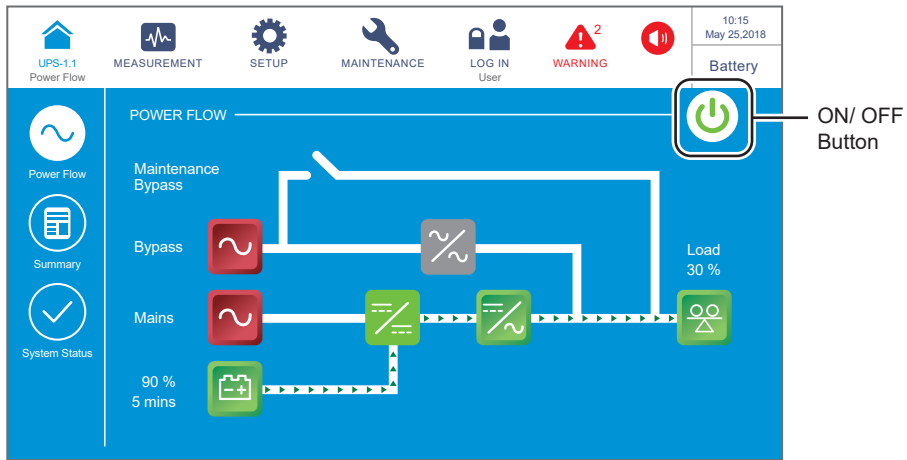 UPS-1.1
Power Flow
MEASUREMENT
SETUP
MAINTENANCE
LOG IN
User
WARNING
2
10:15
May 25,2018
Battery
Power Flow
Summary
System Status
POWER FLOW
Maintenance
Bypass
Bypass
Mains
90 %
5 mins
Load
30 %
ON/ OFF
Button